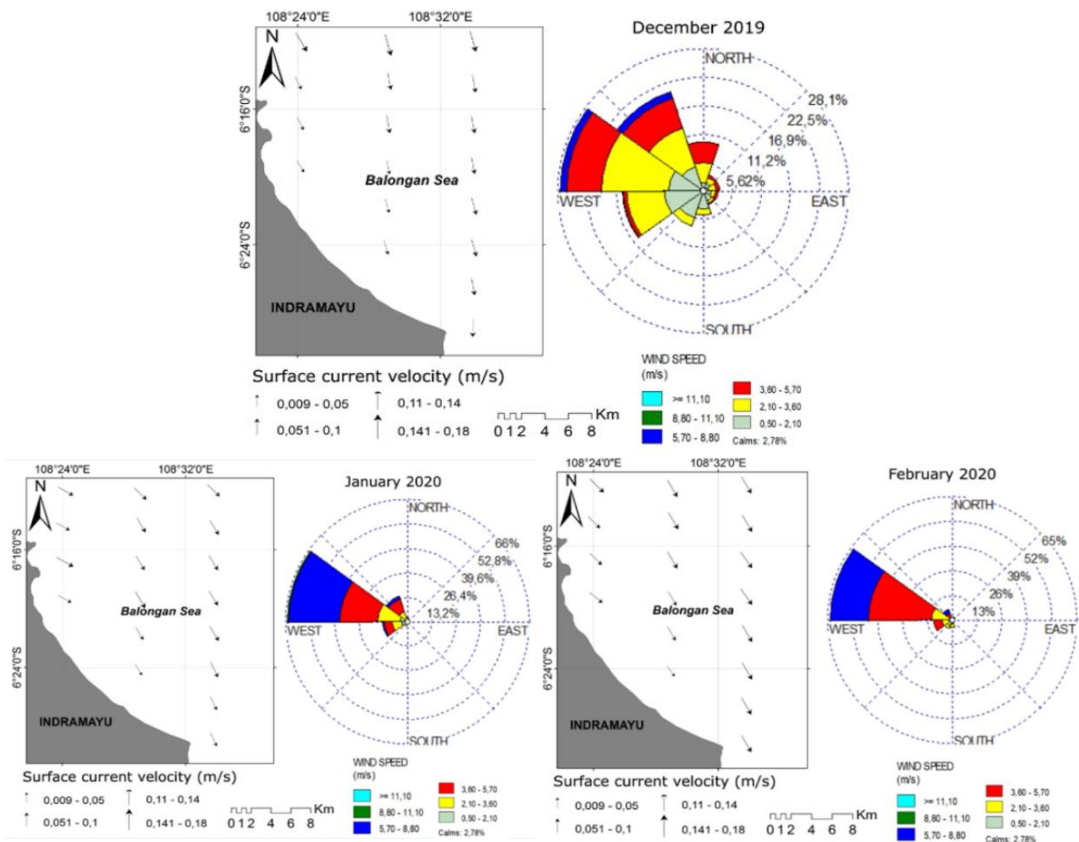 108°24'0"E 108°32'0"E
December 2019
N
NORTH
28,1%
22,5%
6°16'0"S
16,9%
11,2%
Balongan Sea
5,62%
WEST EAST
6°24'0"S
INDRAMAYU
SOUTH
WIND SPEED
(m/s)
Surface current velocity (m/s)
>= 11,10
3,60 - 5,70
0,009 - 0,05
0,11 - 0,14
8,80 - 11,10
2,10 - 3,60
0,051 - 0,1
0,141 - 0,18
0 1 2 4 6 8 Km
5,70 - 8,80
0,50 - 2,10
Calms: 2,78%
108°24'0"E 108°32'0"E
January 2020
N
NORTH
66%
6°16'0"S
52,8%
39,6%
26,4%
Balongan Sea
13,2%
WEST EAST
6°24'0"S
INDRAMAYU
SOUTH
WIND SPEED
(m/s)
Surface current velocity (m/s)
>= 11,10
3,60 - 5,70
0,009 - 0,05
0,11 - 0,14
8,80 - 11,10
2,10 - 3,60
0,051 - 0,1
0,141 - 0,18
0 1 2 4 6 8 Km
5,70 - 8,80
0,50 - 2,10
Calms: 2,78%
108°24'0"E 108°32'0"E
February 2020
N
NORTH
65%
6°16'0"S
52%
39%
26%
Balongan Sea
13%
WEST EAST
6°24'0"S
INDRAMAYU
SOUTH
WIND SPEED
(m/s)
Surface current velocity (m/s)
>= 11,10
3,60 - 5,70
0,009 - 0,05
0,11 - 0,14
8,80 - 11,10
2,10 - 3,60
0,051 - 0,1
0,141 - 0,18
0 1 2 4 6 8 Km
5,70 - 8,80
0,50 - 2,10
Calms: 2,78%